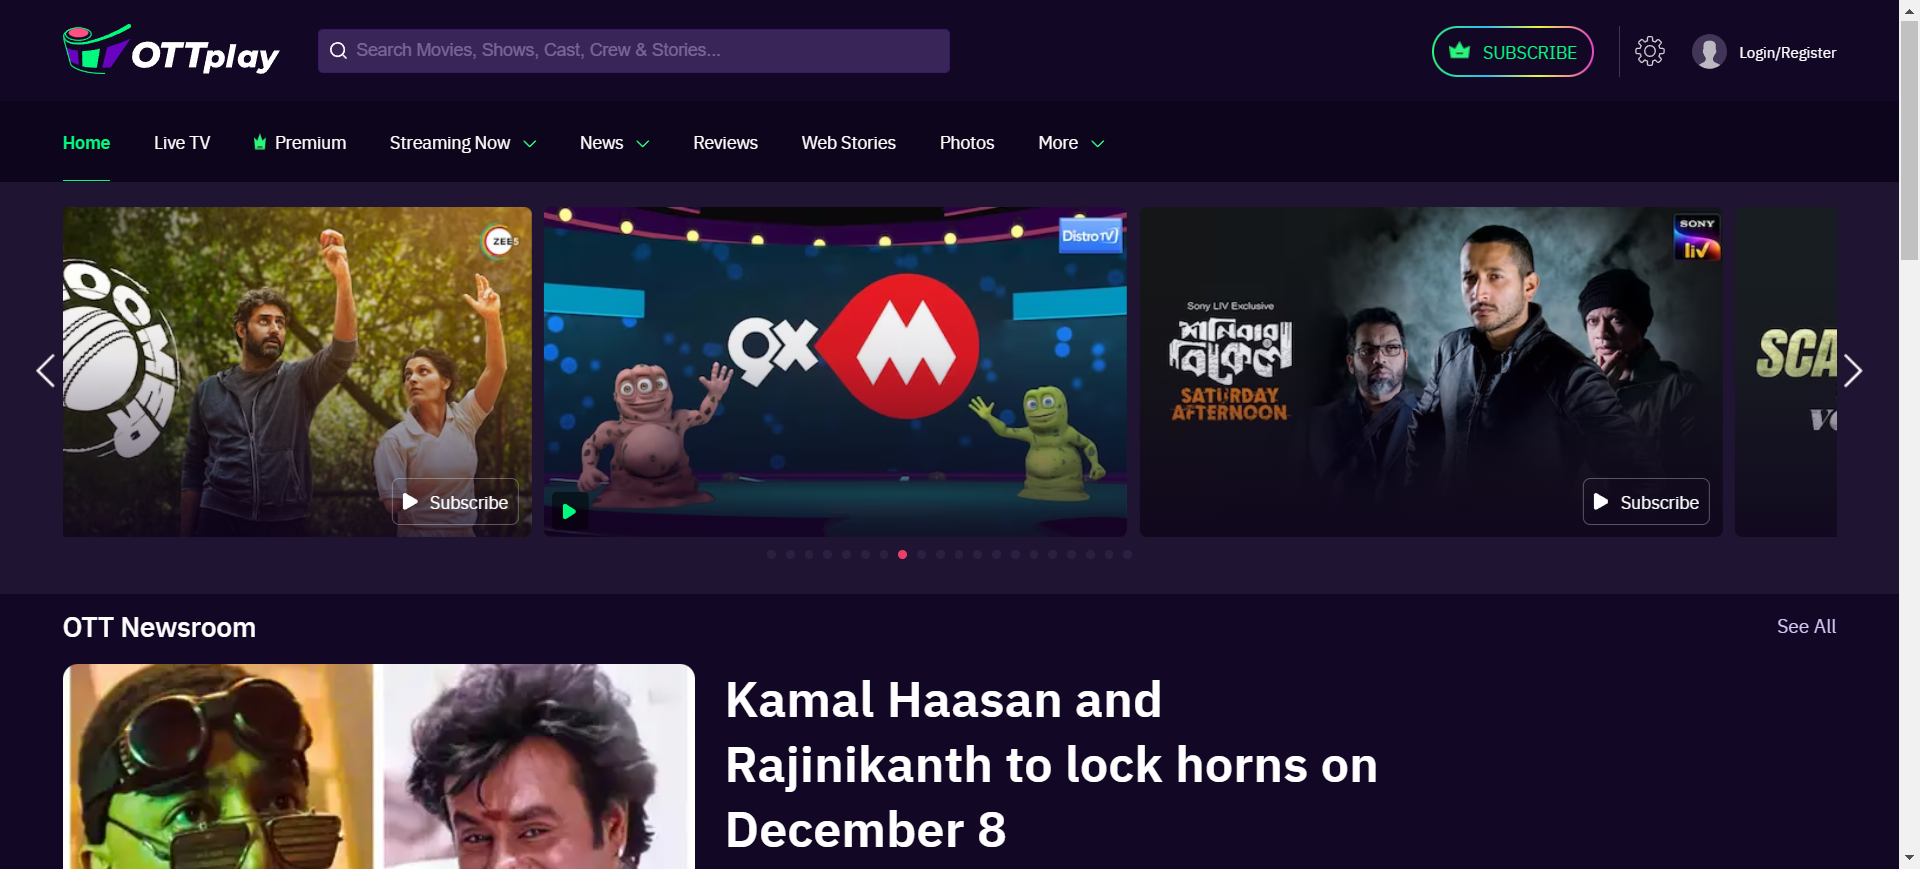 OTTplay
Search Movies, Shows, Cast, Crew & Stories...
SUBSCRIBE
Login/Register
Home
Live TV
Premium
Streaming Now
News
Reviews
Web Stories
Photos
More
OOMER
ZEE5
Subscribe
9X
M
DistroTV
Sony LIV Exclusive
শনিবার
বিকেল
SATURDAY
AFTERNOON
SONY
liv
Subscribe
SCA
VO
OTT Newsroom
See All
Kamal Haasan and
Rajinikanth to lock horns on
December 8